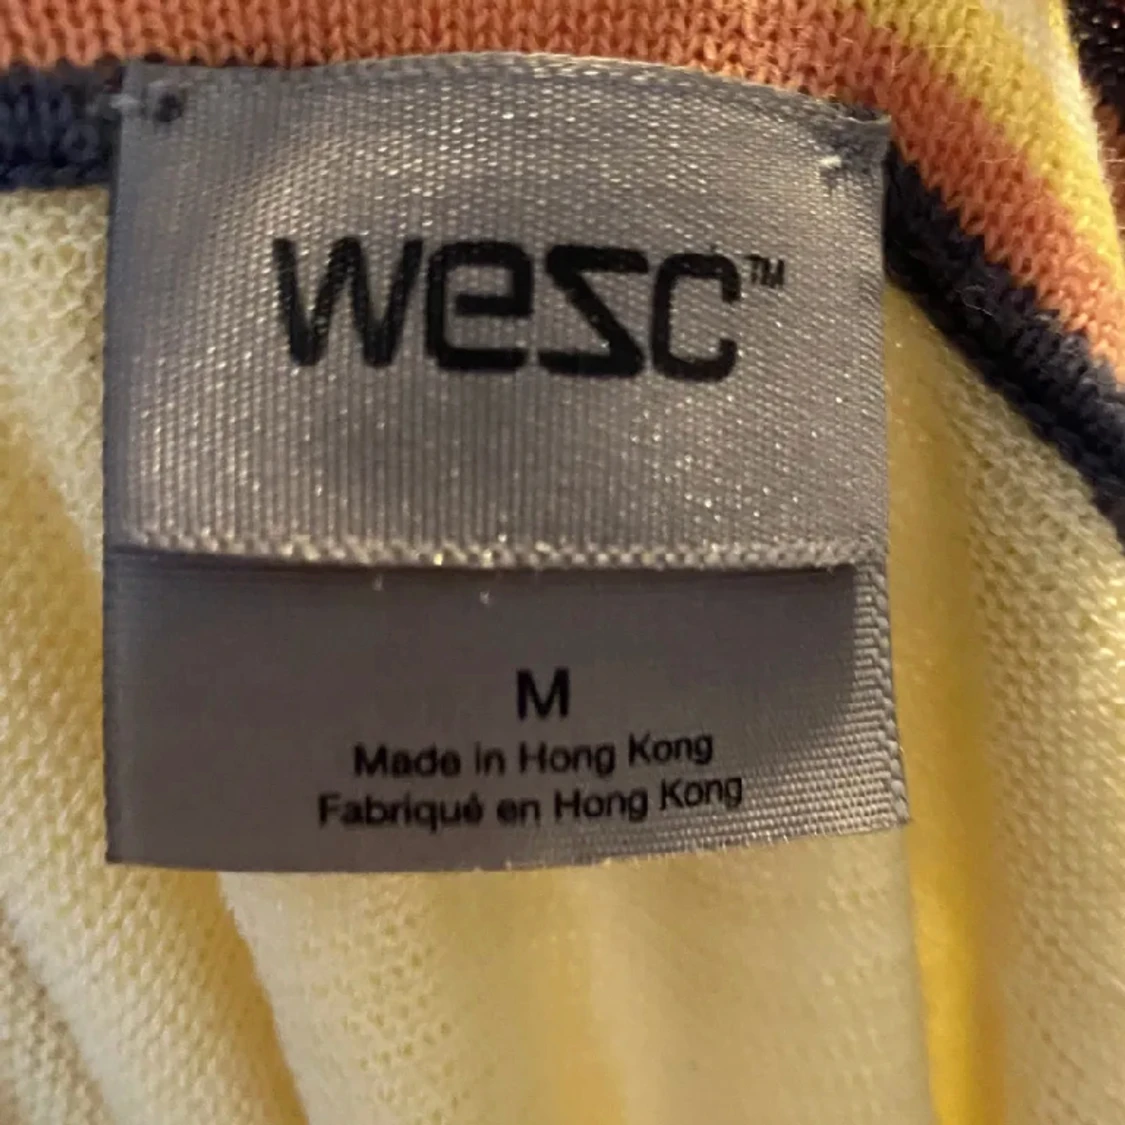 wesc™
M
Made in Hong Kong
Fabriqué en Hong Kong